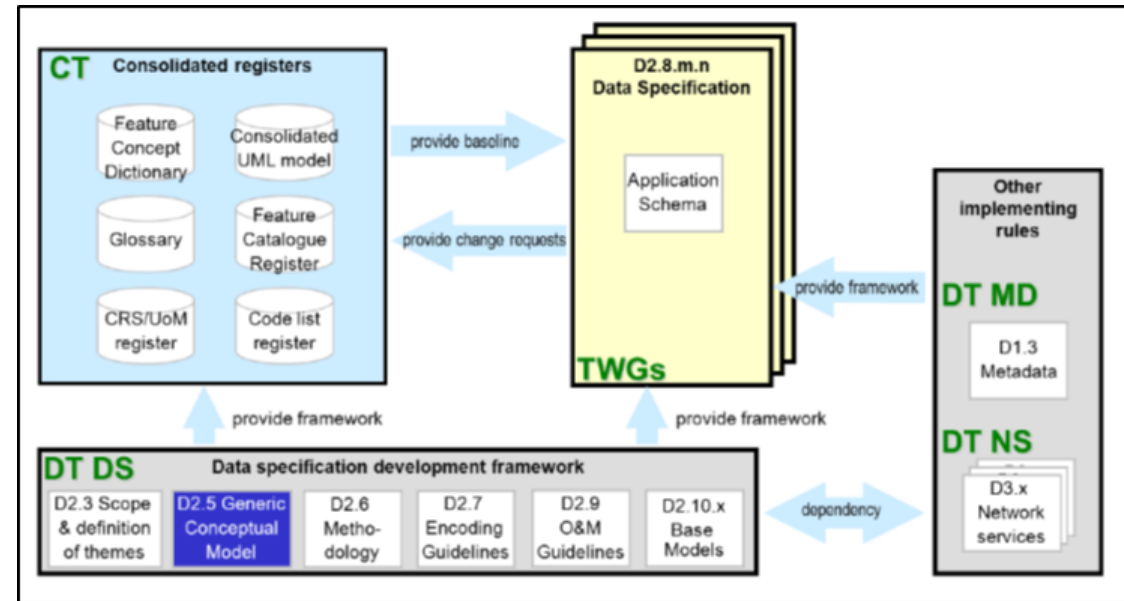 CT Consolidated registers
Feature
Concept
Dictionary
Consolidated
UML model
Glossary
Feature
Catalogue
Register
CRS/UoM
register
Code list
register
provide baseline
provide change requests
D2.8.m.n
Data Specification
Application
Schema
TWGs
provide framework
Other
implementing
rules
DT MD
D1.3
Metadata
DT NS
D3.x
Network
services
provide framework
provide framework
DT DS Data specification development framework
D2.3 Scope
& definition
of themes
D2.5 Generic
Conceptual
Model
D2.6
Metho-
dology
D2.7
Encoding
Guidelines
D2.9
O&M
Guidelines
D2.10.x
Base
Models
dependency